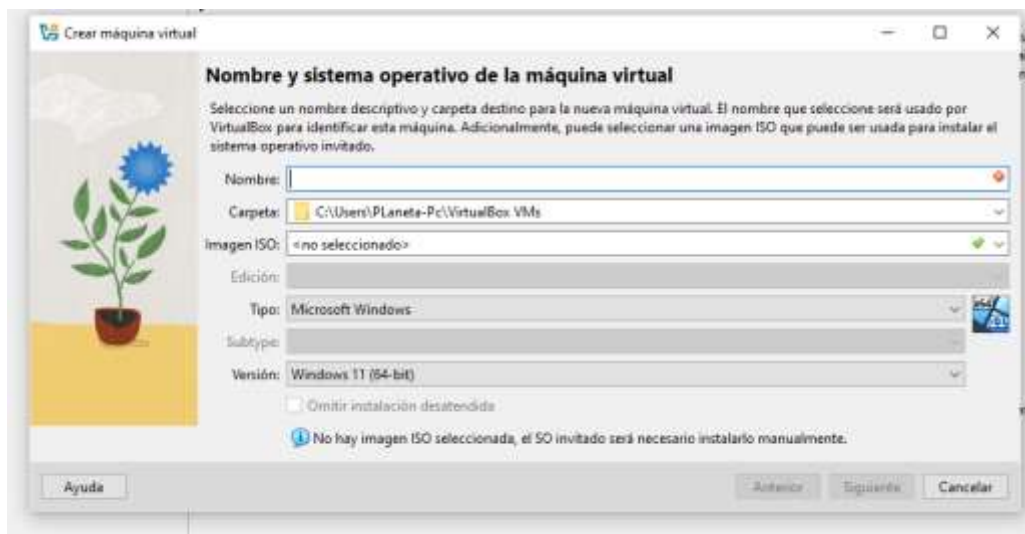 Crear máquina virtual
Nombre y sistema operativo de la máquina virtual
Seleccione un nombre descriptivo y carpeta destino para la nueva máquina virtual. El nombre que seleccione será usado por
VirtualBox para identificar esta máquina. Adicionalmente, puede seleccionar una imagen ISO que puede ser usada para instalar el
sistema operativo invitado.
Nombre:
Carpeta: C:\Users\PLaneta-Pc\VirtualBox VMs
Imagen ISO: <no seleccionado>
Edición:
Tipo: Microsoft Windows
Subtype:
Versión: Windows 11 (64-bit)
Omitir instalación desatendida
No hay imagen ISO seleccionada, el SO invitado será necesario instalarlo manualmente.
Ayuda Anterior Siguiente Cancelar